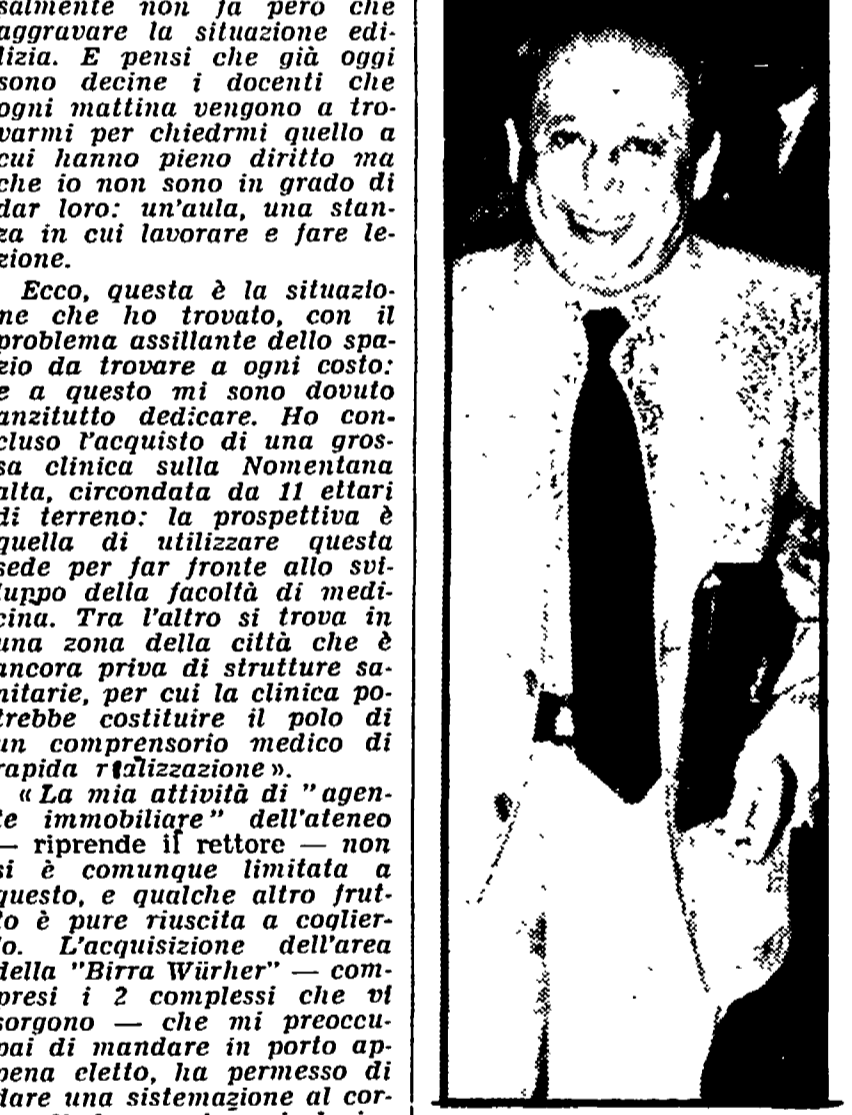 salmente non fa però che
aggravare la situazione edi-
lizia. E pensi che già oggi
sono decine i docenti che
ogni mattina vengono a tro-
varmi per chiedrmi quello a
cui hanno pieno diritto ma
che io non sono in grado di
dar loro: un'aula, una stan-
za in cui lavorare e fare le-
zione.
Ecco, questa è la situazio-
ne che ho trovato, con il
problema assillante dello spa-
zio da trovare a ogni costo:
e a questo mi sono dovuto
anzitutto dedicare. Ho con-
cluso l'acquisto di una gros-
sa clinica sulla Nomentana
alta, circondata da 11 ettari
di terreno: la prospettiva è
quella di utilizzare questa
sede per far fronte allo svi-
luppo della facoltà di medi-
cina. Tra l'altro si trova in
una zona della città che è
ancora priva di strutture sa-
nitarie, per cui la clinica po-
trebbe costituire il polo di
un comprensorio medico di
rapida realizzazione».
«La mia attività di "agen-
te immobiliare" dell'ateneo
— riprende il rettore — non
si è comunque limitata a
questo, e qualche altro frut-
to è pure riuscita a coglier-
lo. L'acquisizione dell'area
della "Birra Würher" — com-
presi i 2 complessi che vi
sorgono — che mi preoccu-
pai di mandare in porto ap-
pena eletto, ha permesso di
dare una sistemazione al cor-